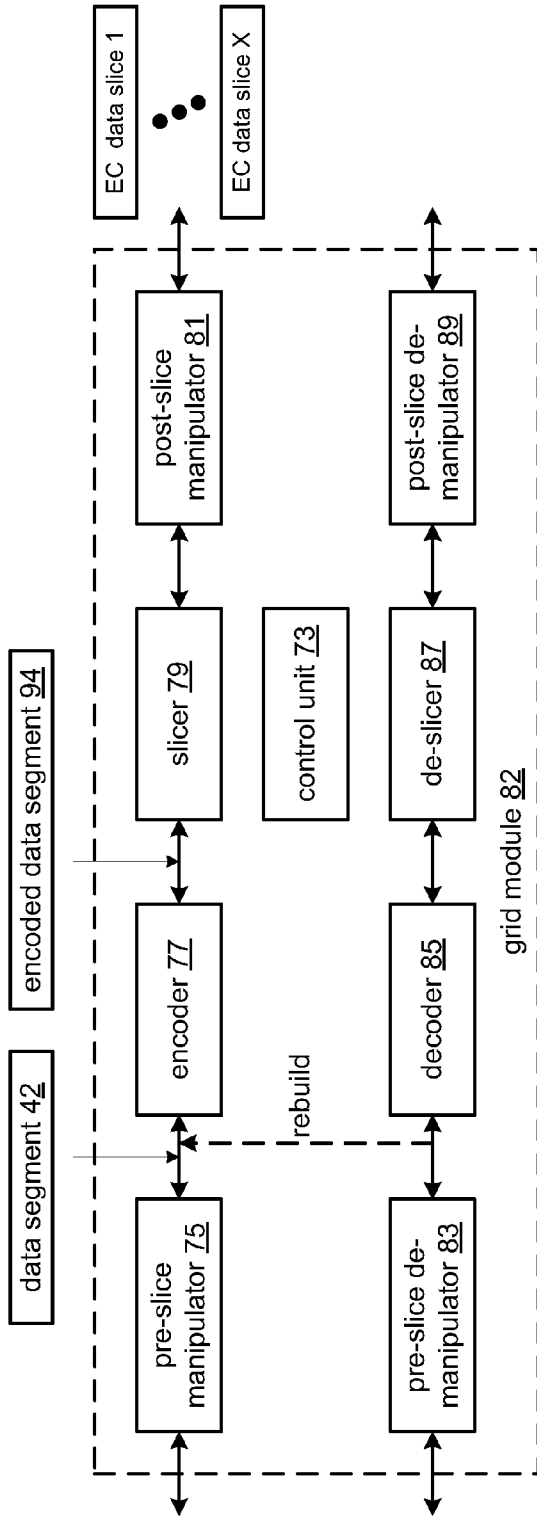 data segment 42
encoded data segment 94
EC data slice 1
EC data slice X
pre-slice
manipulator 75
encoder 77
slicer 79
post-slice
manipulator 81
rebuild
control unit 73
pre-slice de-
manipulator 83
decoder 85
de-slicer 87
post-slice de-
manipulator 89
grid module 82